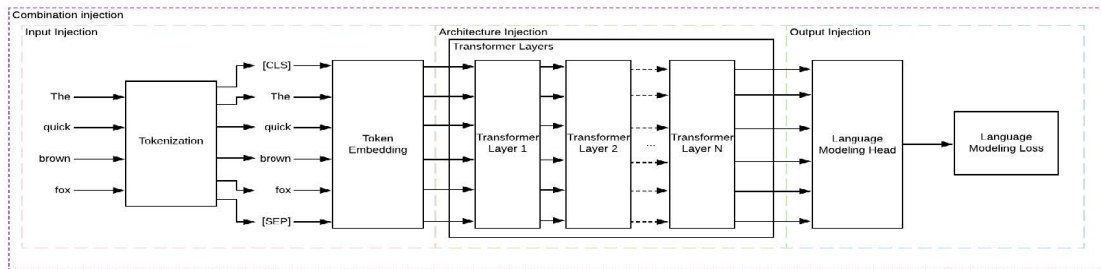 Combination injection
Input Injection
Architecture Injection
Output Injection
Transformer Layers
The
quick
brown
fox
Tokenization
[CLS]
The
quick
brown
fox
[SEP]
Token
Embedding
Transformer
Layer 1
Transformer
Layer 2
...
Transformer
Layer N
Language
Modeling Head
Language
Modeling Loss